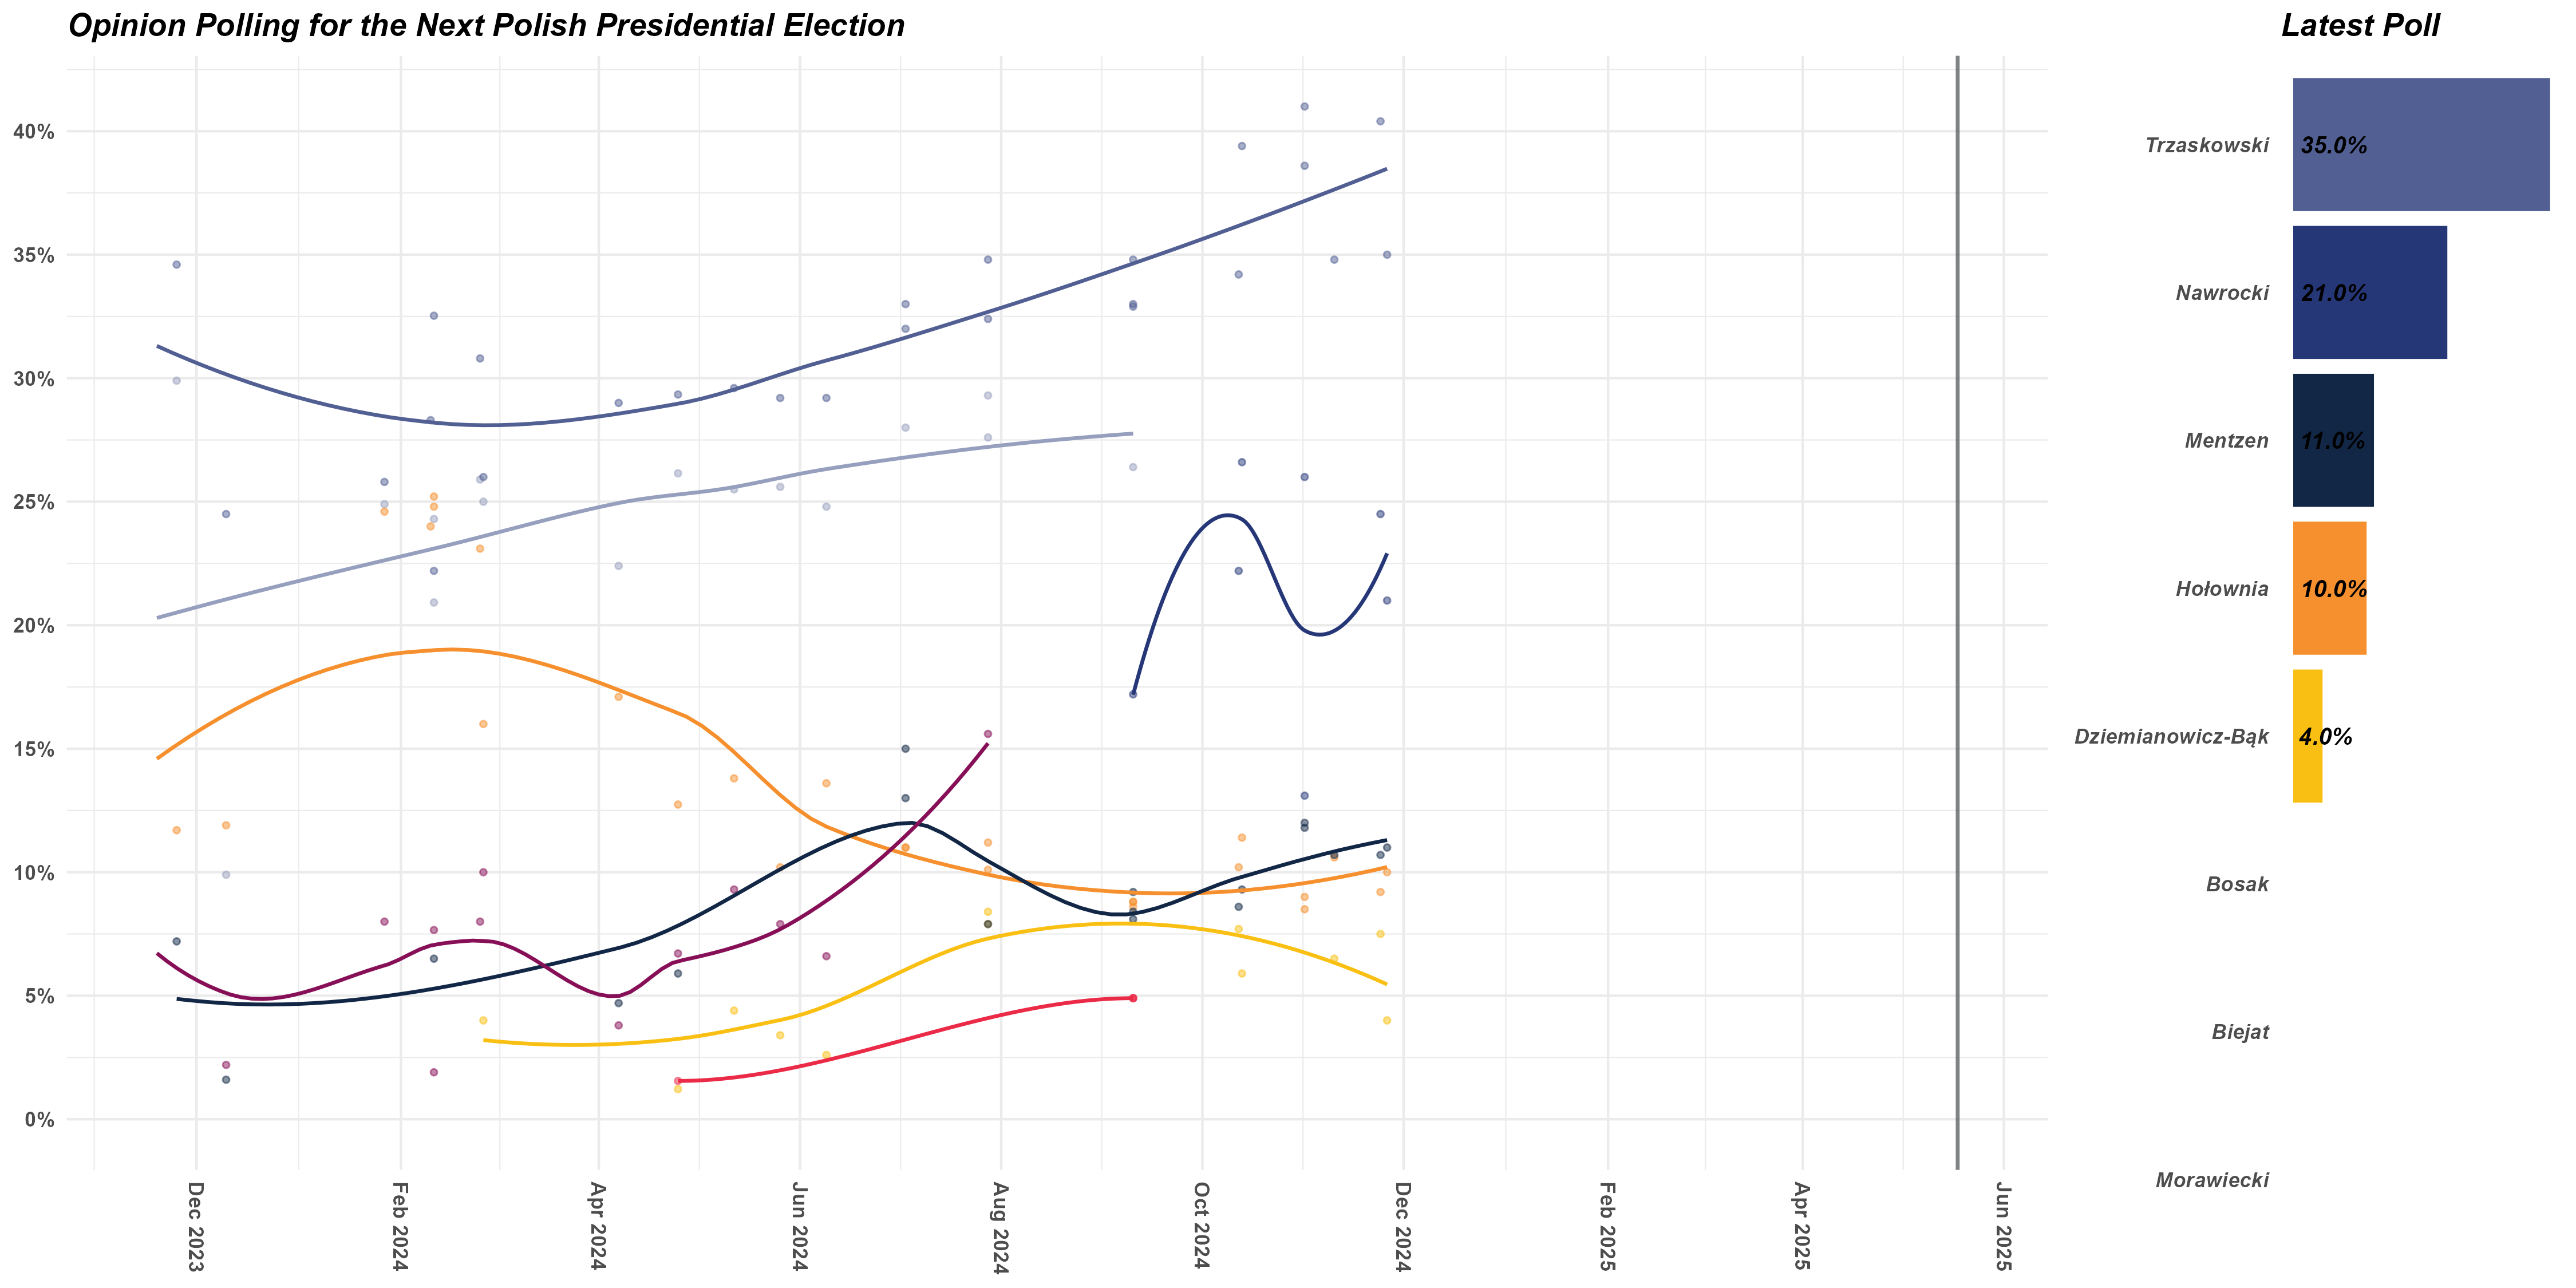 Opinion Polling for the Next Polish Presidential Election
40%
35%
30%
25%
20%
15%
10%
5%
0%
Dec 2023
Feb 2024
Apr 2024
Jun 2024
Aug 2024
Oct 2024
Dec 2024
Feb 2025
Apr 2025
Jun 2025
Latest Poll
Trzaskowski 35.0%
Nawrocki 21.0%
Mentzen 11.0%
Hołownia 10.0%
Dziemianowicz-Bąk 4.0%
Bosak
Biejat
Morawiecki